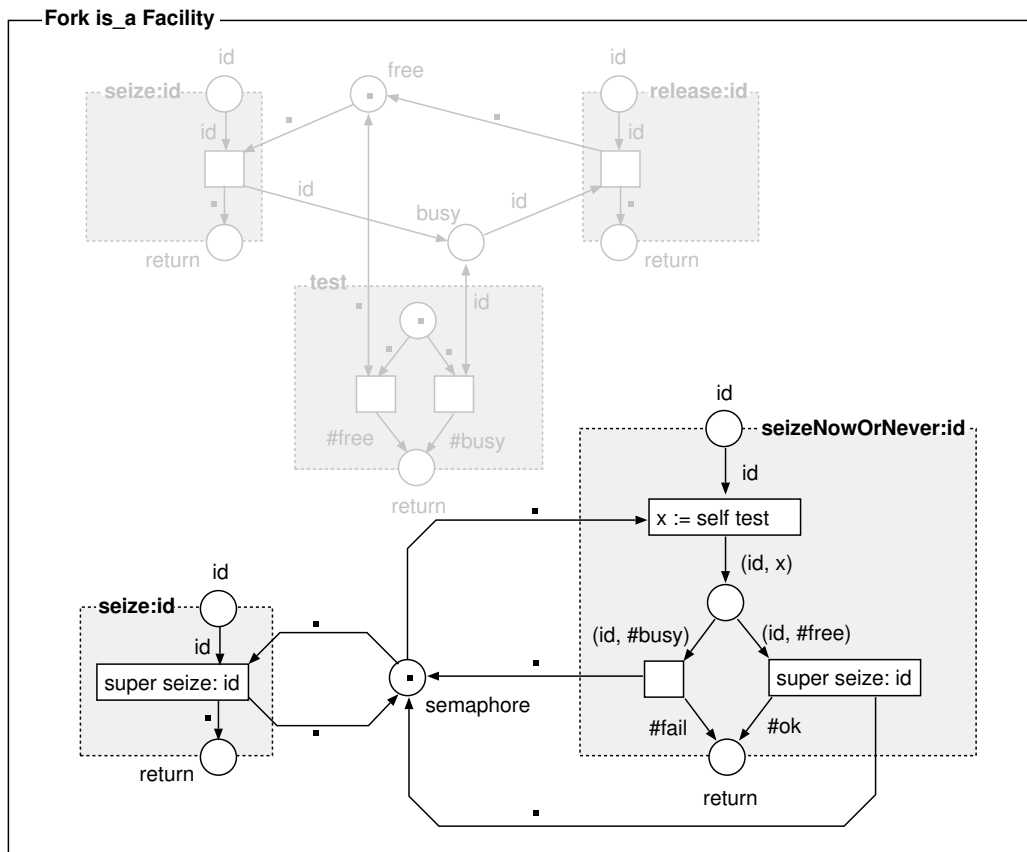 Fork is_a Facility
id
id
seize:id
free
release:id
id
id
id
id
busy
return
return
test
id
#free
#busy
return
id
seizeNowOrNever:id
id
x := self test
(id, x)
id
seize:id
id
(id, #busy)
(id, #free)
super seize: id
super seize: id
semaphore
#fail
#ok
return
return